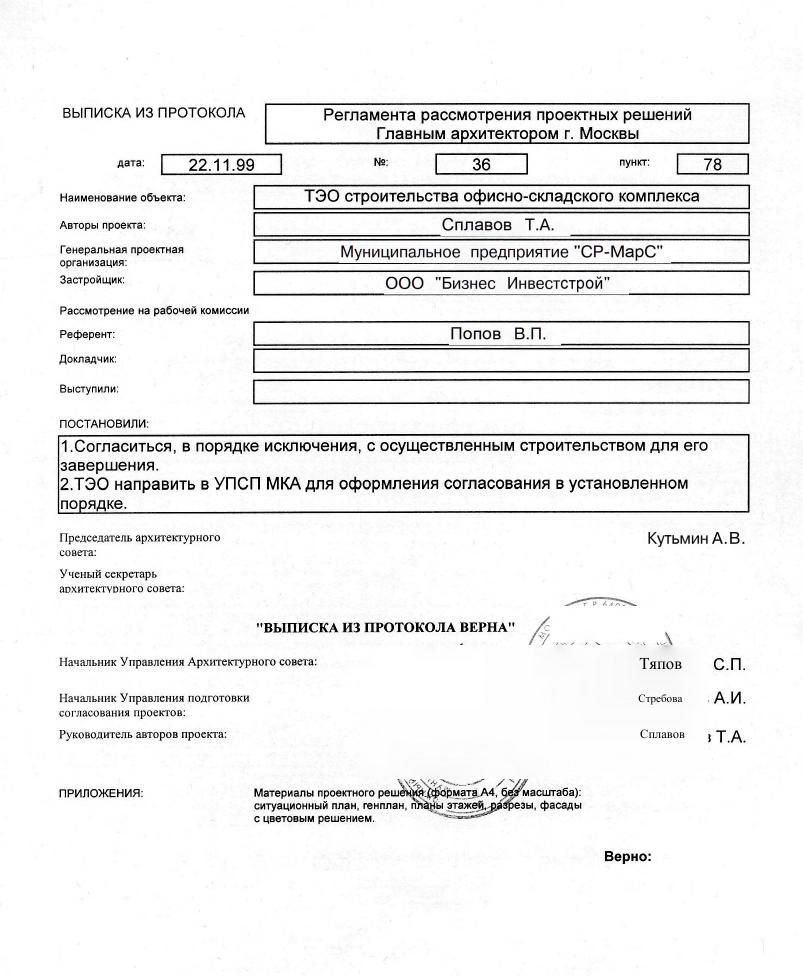 ВЫПИСКА ИЗ ПРОТОКОЛА
Регламента рассмотрения проектных решений
Главным архитектором г. Москвы
дата: 22.11.99 №: 36 пункт: 78
Наименование объекта: ТЭО строительства офисно-складского комплекса
Авторы проекта: Сплавов Т.А.
Генеральная проектная
организация:
Муниципальное предприятие "СР-МарС"
Застройщик: ООО "Бизнес Инвестстрой"
Рассмотрение на рабочей комиссии
Референт: Попов В.П.
Докладчик:
Выступили:
ПОСТАНОВИЛИ:
1.Согласиться, в порядке исключения, с осуществленным строительством для его
завершения.
2.ТЭО направить в УПСП МКА для оформления согласования в установленном
порядке.
Председатель архитектурного
совета:
Кутьмин А.В.
Ученый секретарь
архитектурного совета:
"ВЫПИСКА ИЗ ПРОТОКОЛА ВЕРНА"
Начальник Управления Архитектурного совета: Тяпов С.П.
Начальник Управления подготовки
согласования проектов:
Стребова А.И.
Руководитель авторов проекта: Сплавов Т.А.
ПРИЛОЖЕНИЯ:
Материалы проектного решения (формата А4, без масштаба):
ситуационный план, генплан, планы этажей, разрезы, фасады
с цветовым решением.
Верно: